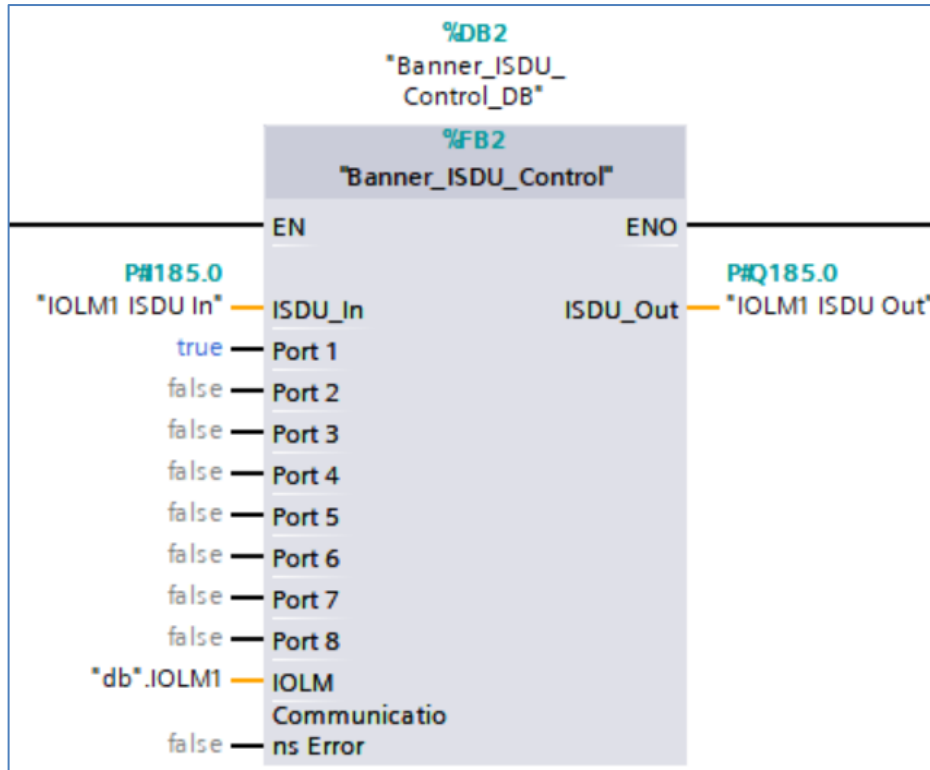 %DB2
"Banner_ISDU_
Control_DB"
%FB2
"Banner_ISDU_Control"
EN ENO
P#I185.0 P#Q185.0
"IOLM1 ISDU In" ISDU_In ISDU_Out "IOLM1 ISDU Out"
true Port 1
false Port 2
false Port 3
false Port 4
false Port 5
false Port 6
false Port 7
false Port 8
"db".IOLM1 IOLM
Communicatio
false ns Error